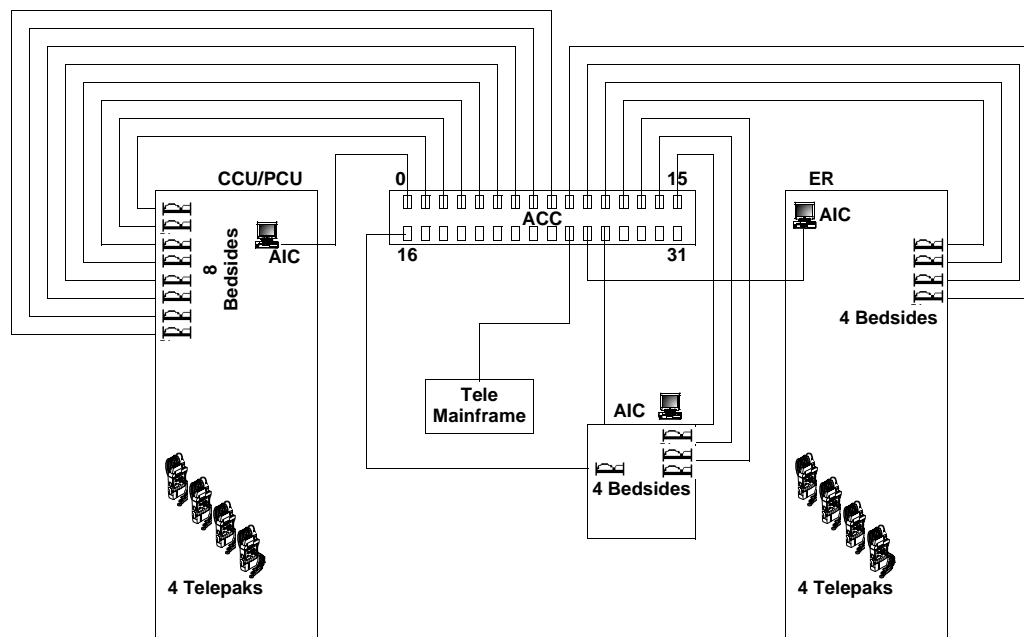 CCU/PCU
0
15
ER
ACC
AIC
AIC
16
31
8
Bedsides
4 Bedsides
Tele
Mainframe
AIC
4 Bedsides
4 Telepaks
4 Telepaks